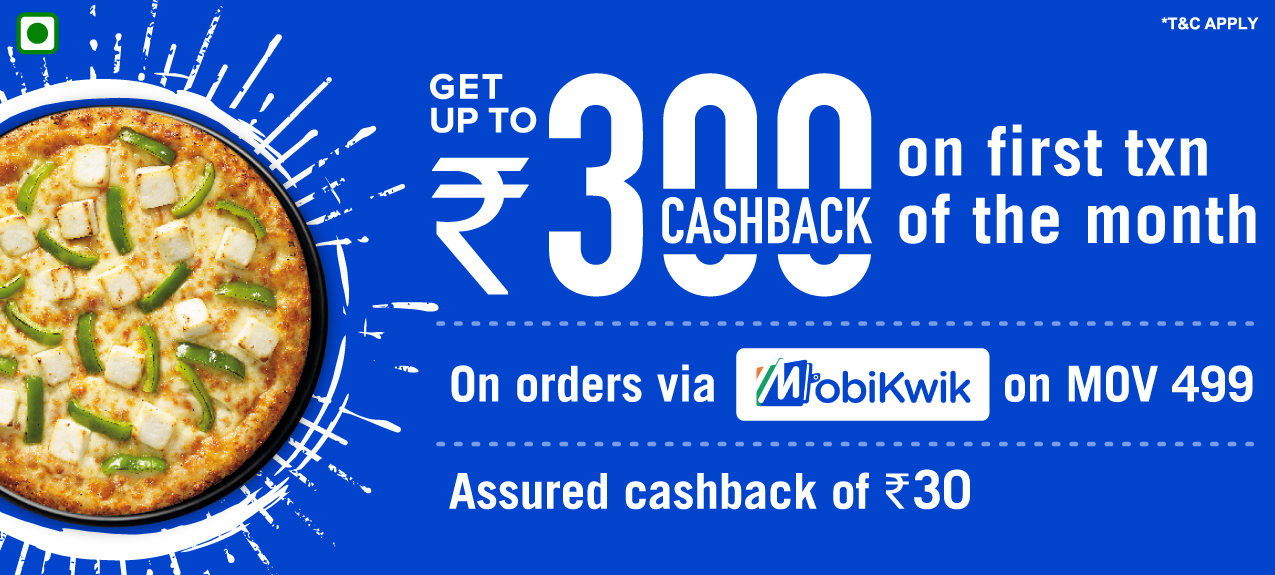 *T&C APPLY
GET
UP TO
₹300
CASHBACK
on first txn
of the month
On orders via MobiKwik on MOV 499
Assured cashback of ₹30